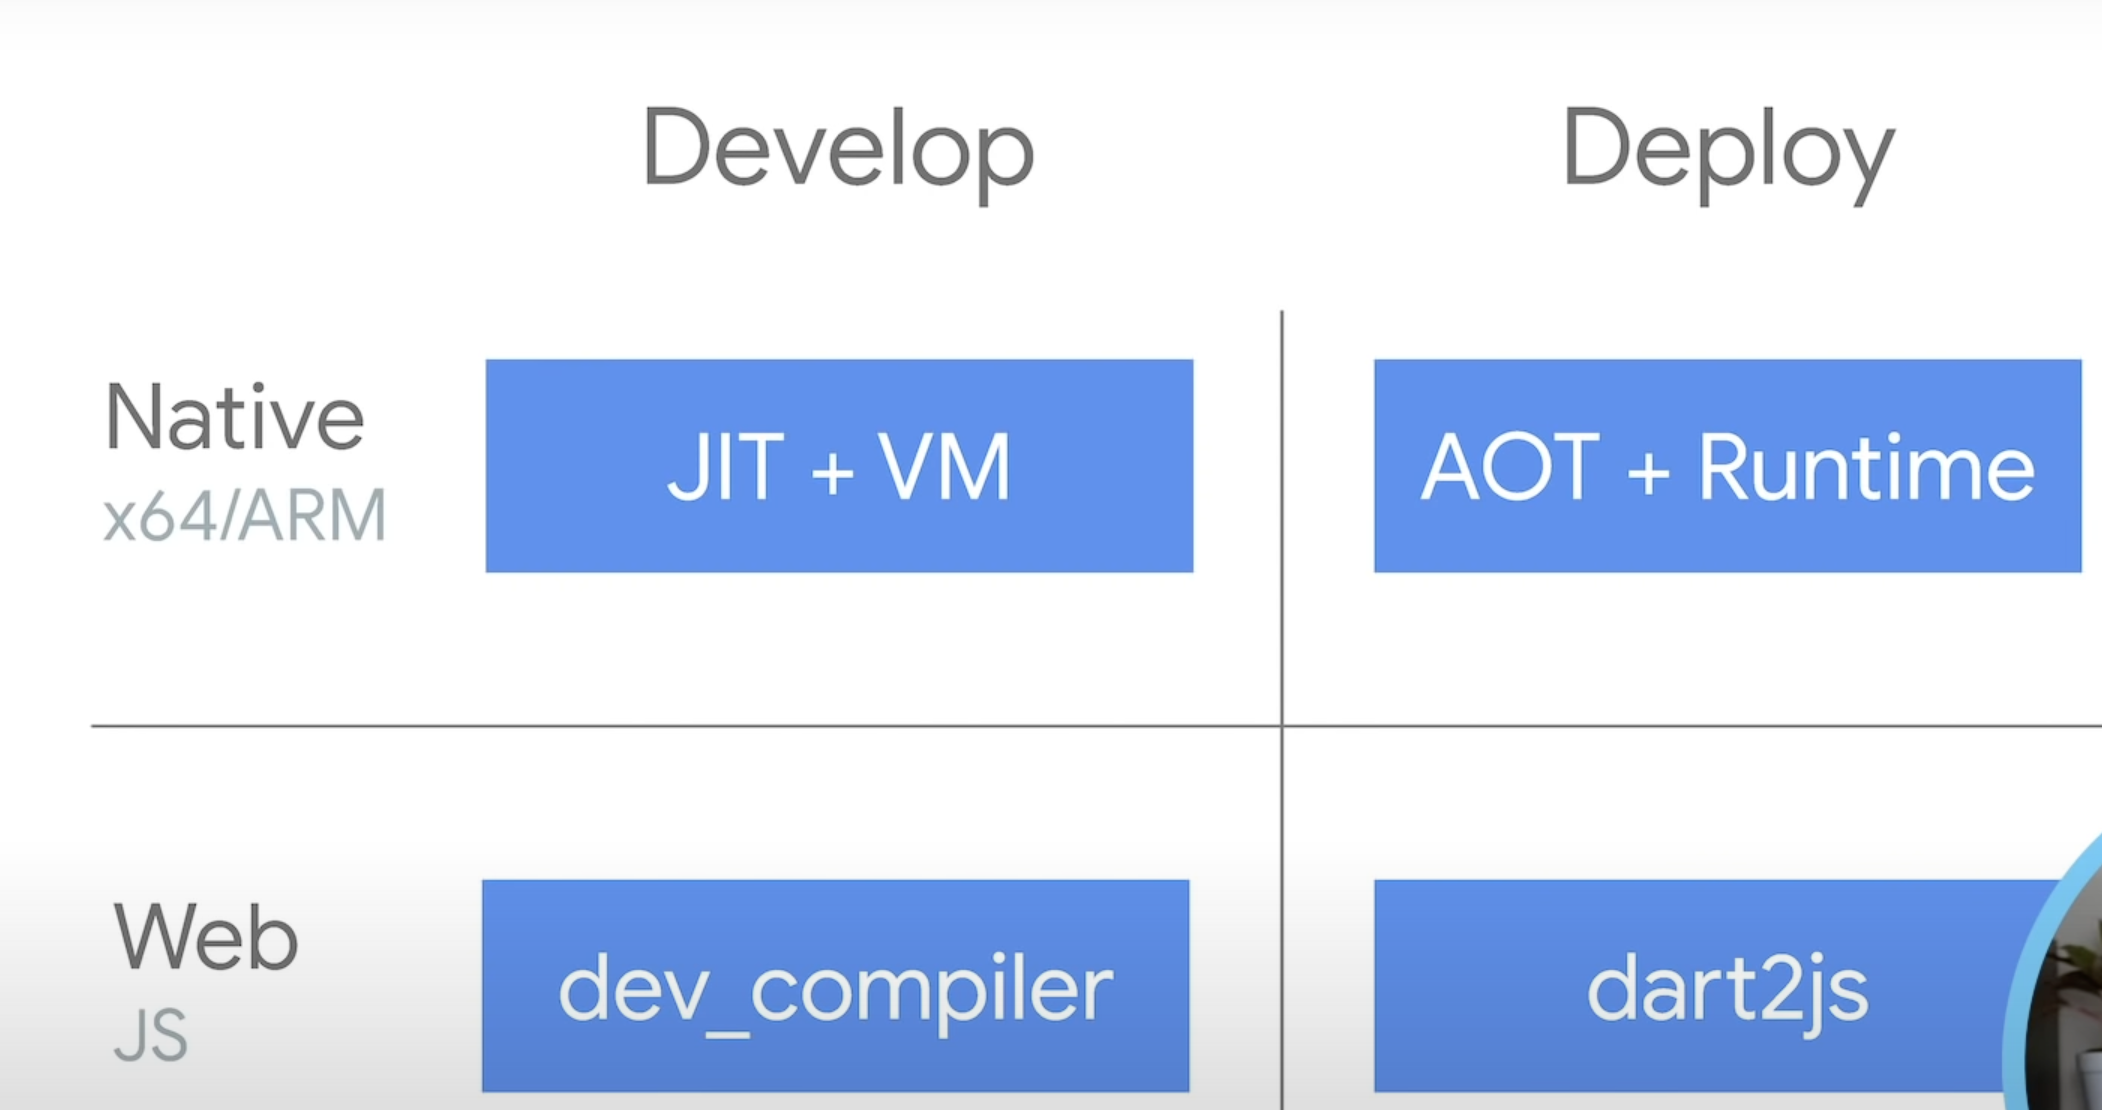 Develop
Deploy
Native
x64/ARM
JIT + VM
AOT + Runtime
Web
JS
dev_compiler
dart2js